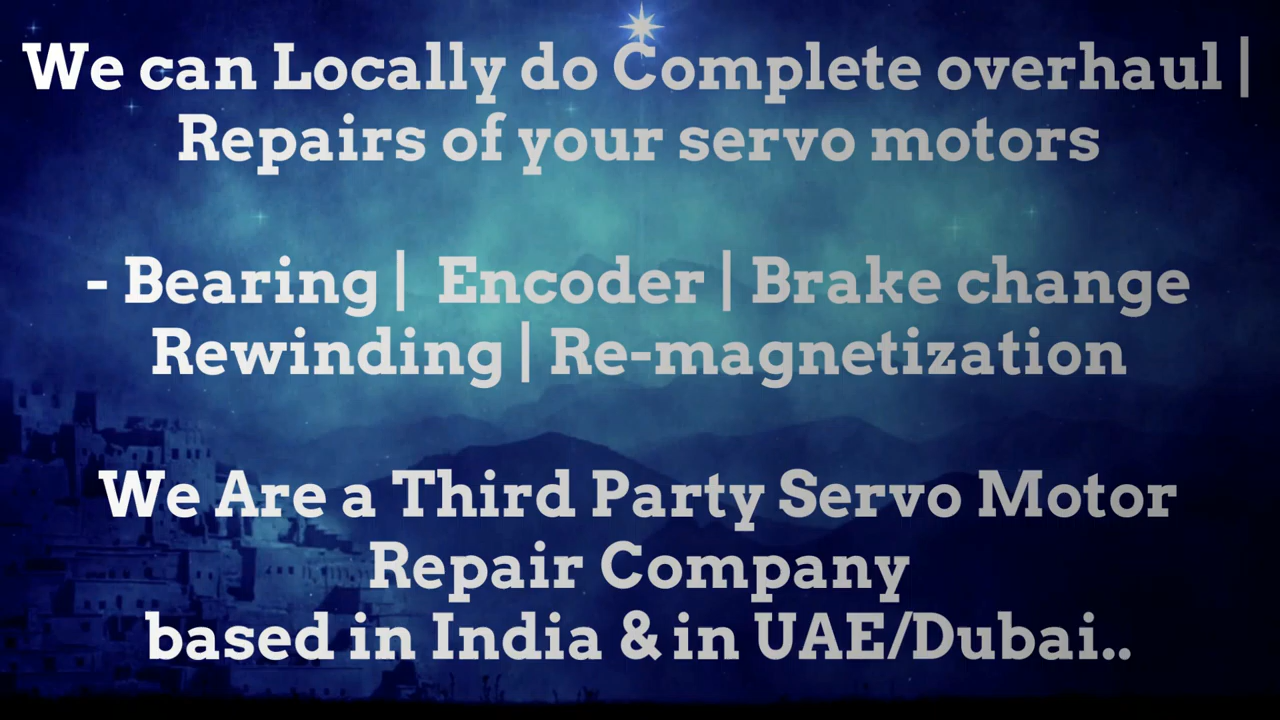 We can Locally do Complete overhaul |
Repairs of your servo motors
- Bearing | Encoder | Brake change
Rewinding | Re-magnetization
We Are a Third Party Servo Motor
Repair Company
based in India & in UAE/Dubai..